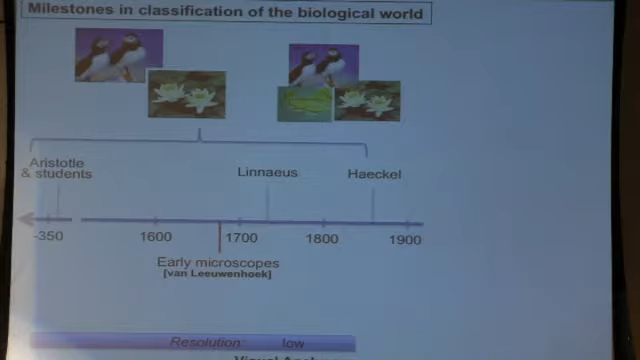 Milestones in classification of the biological world
Aristotle
& students
Linnaeus
Haeckel
-350
1600
1700
1800
1900
Early microscopes
[van Leeuwenhoek]
Resolution: low